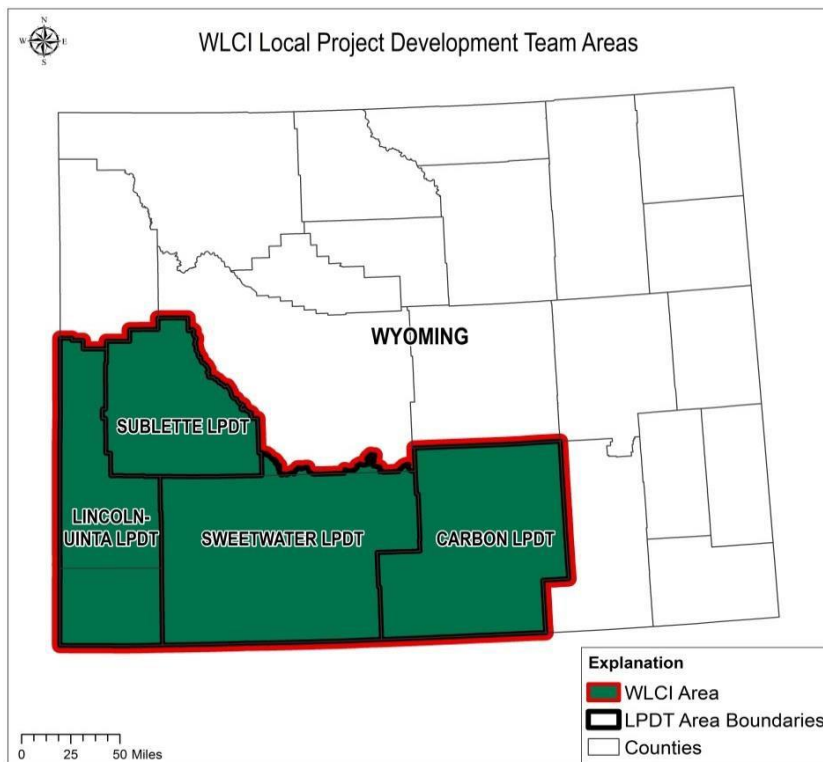 N
W E
S
WLCI Local Project Development Team Areas
WYOMING
SUBLETTE LPDT
LINCOLN-
UINTA LPDT
SWEETWATER LPDT
CARBON LPDT
Explanation
WLCI Area
LPDT Area Boundaries
Counties
0 25 50 Miles